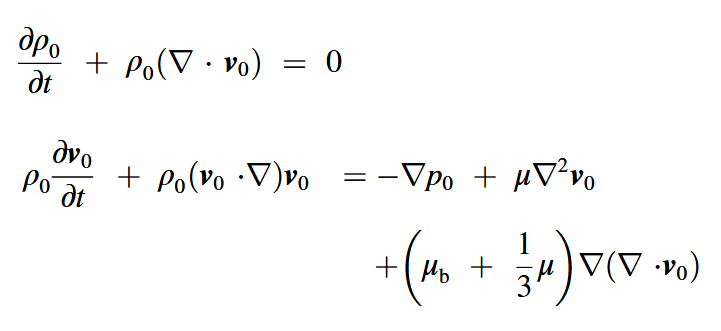 ∂ρ₀/∂t + ρ₀(∇ · v₀) = 0
ρ₀ ∂v₀/∂t + ρ₀(v₀ ·∇)v₀ = −∇p₀ + μ∇²v₀
+(μ_b + 1/3 μ)∇(∇ ·v₀)